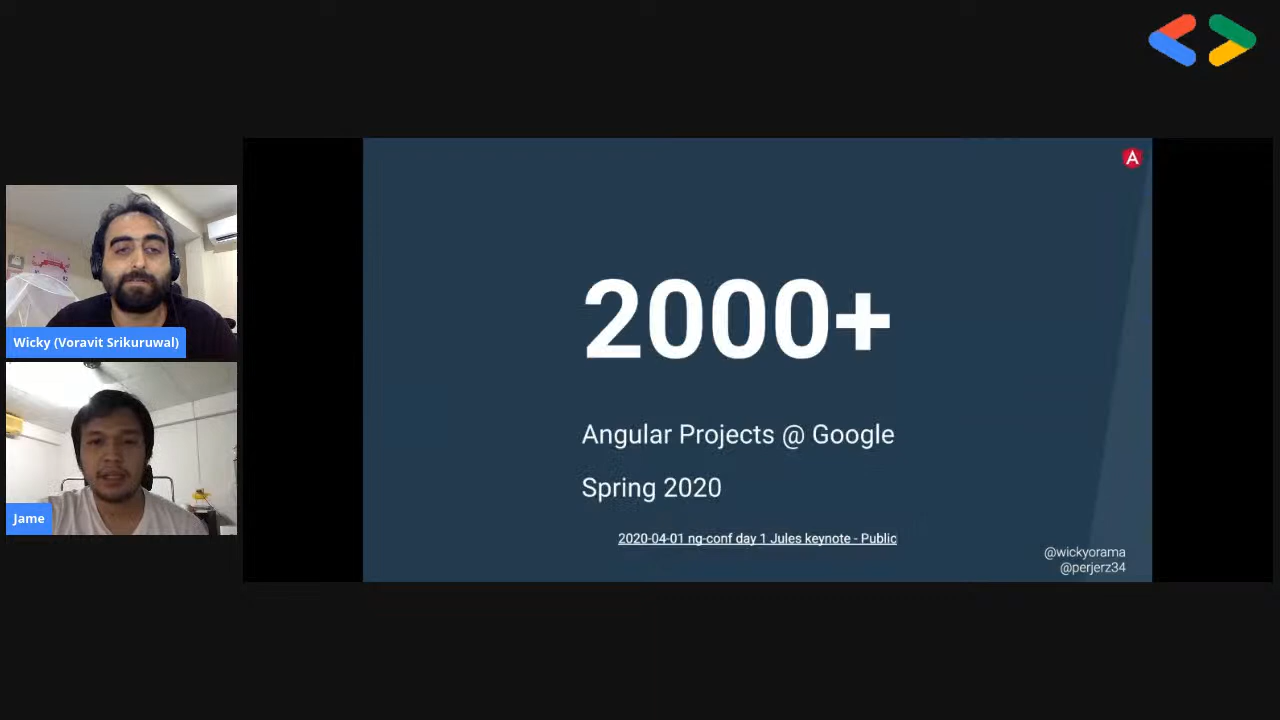 Wicky (Voravit Srikuruwal)
Jame
2000+
Angular Projects @ Google
Spring 2020
2020-04-01 ng-conf day 1 Jules keynote - Public
@wickyorama
@perjerz34